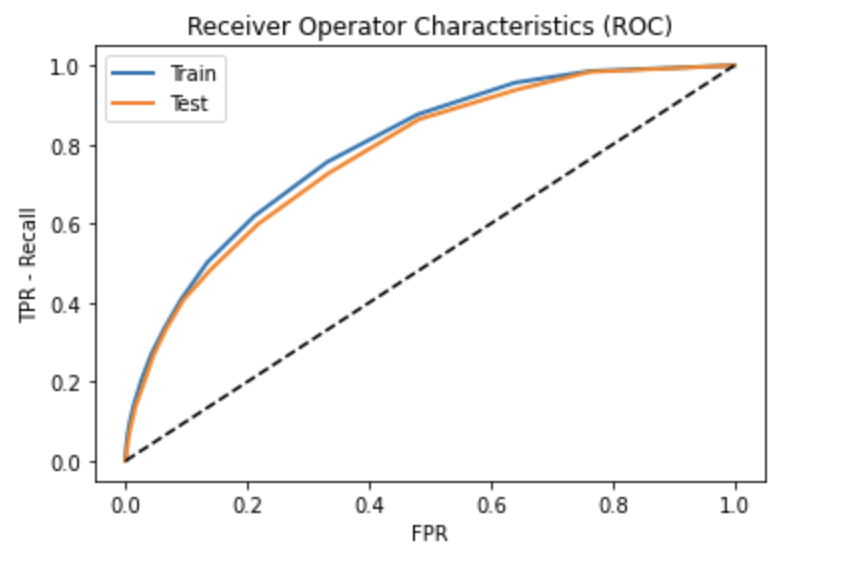 Receiver Operator Characteristics (ROC)
Train
Test
1.0
0.8
0.6
0.4
0.2
0.0
TPR - Recall
0.0 0.2 0.4 0.6 0.8 1.0
FPR